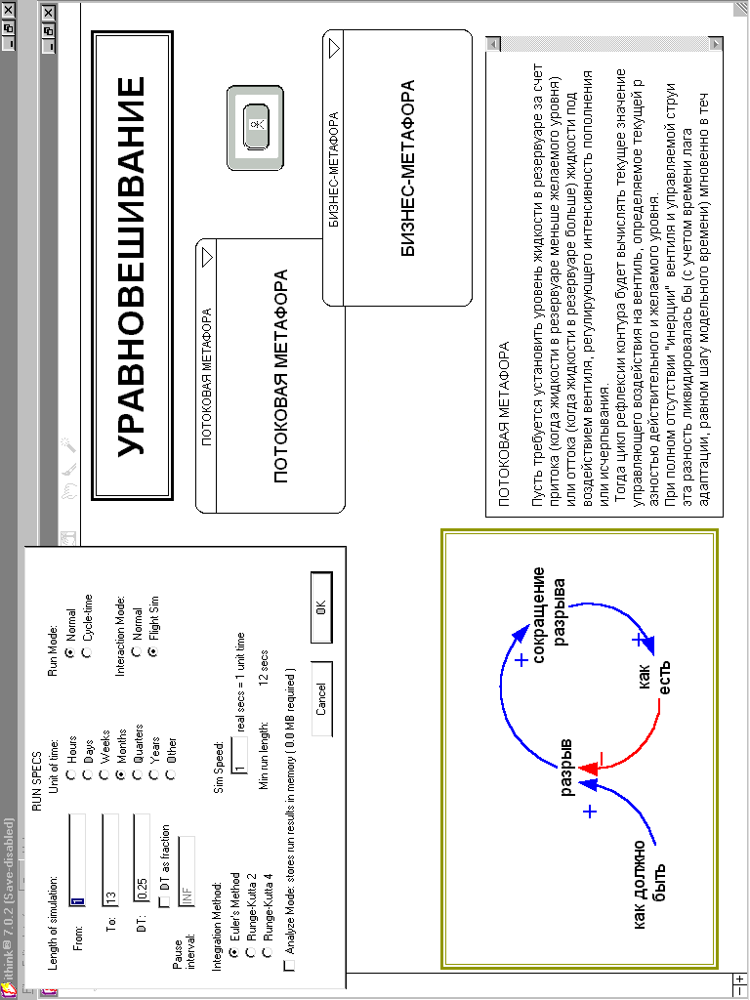 ithink® 7.0.2 (Save-disabled)
RUN SPECS
Length of simulation:
From: 1
To: 13
DT: 0.25
DT as fraction
Pause interval: INF
Unit of time:
Hours
Days
Weeks
Months
Quarters
Years
Other
Run Mode:
Normal
Cycle-time
Interaction Mode:
Normal
Flight Sim
Integration Method:
Euler's Method
Runge-Kutta 2
Runge-Kutta 4
Sim Speed:
1 real secs = 1 unit time
Min run length: 12 secs
Analyze Mode: stores run results in memory ( 0.0 MB required )
Cancel
OK
УРАВНОВЕШИВАНИЕ
ПОТОКОВАЯ МЕТАФОРА
ПОТОКОВАЯ МЕТАФОРА
БИЗНЕС-МЕТАФОРА
БИЗНЕС-МЕТАФОРА
как должно
быть
разрыв
сокращение
разрыва
как
есть
+
+
+
–
ПОТОКОВАЯ МЕТАФОРА
Пусть требуется установить уровень жидкости в резервуаре за счет
притока (когда жидкости в резервуаре меньше желаемого уровня)
или оттока (когда жидкости в резервуаре больше) жидкости под
воздействием вентиля, регулирующего интенсивность пополнения
или исчерпывания.
Тогда цикл рефлексии контура будет вычислять текущее значение
управляющего воздействия на вентиль, определяемое текущей р
азностью действительного и желаемого уровня.
При полном отсутствии "инерции" вентиля и управляемой струи
эта разность ликвидировалась бы (с учетом времени лага
адаптации, равном шагу модельного времени) мгновенно в теч